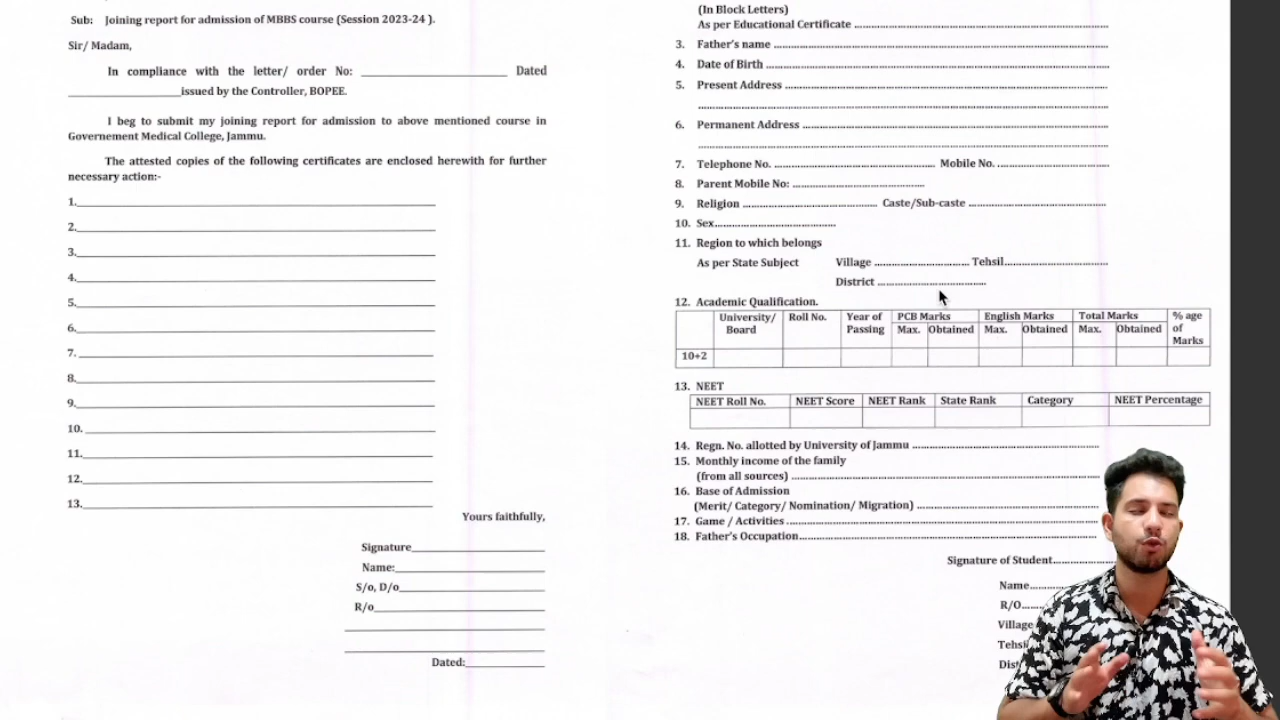 Sub: Joining report for admission of MBBS course (Session 2023-24 ).
Sir/ Madam,
In compliance with the letter/ order No: ____________________ Dated
____________________issued by the Controller, BOPEE.
I beg to submit my joining report for admission to above mentioned course in
Governement Medical College, Jammu.
The attested copies of the following certificates are enclosed herewith for further
necessary action:-
1.
2.
3.
4.
5.
6.
7.
8.
9.
10.
11.
12.
13.
Yours faithfully,
Signature
Name:
S/o, D/o
R/o
Dated:
(In Block Letters)
As per Educational Certificate
3. Father's name
4. Date of Birth
5. Present Address
6. Permanent Address
7. Telephone No. .................... Mobile No.
8. Parent Mobile No:
9. Religion .................... Caste/Sub-caste
10. Sex
11. Region to which belongs
As per State Subject Village .................... Tehsil
District
12. Academic Qualification.
University/ Board Roll No. Year of Passing PCB Marks English Marks Total Marks % age of Marks
Max. Obtained Max. Obtained Max. Obtained
10+2
13. NEET
NEET Roll No. NEET Score NEET Rank State Rank Category NEET Percentage
14. Regn. No. allotted by University of Jammu
15. Monthly income of the family
(from all sources)
16. Base of Admission
(Merit/ Category/ Nomination/ Migration)
17. Game / Activities
18. Father's Occupation
Signature of Student
Name
R/O
Village